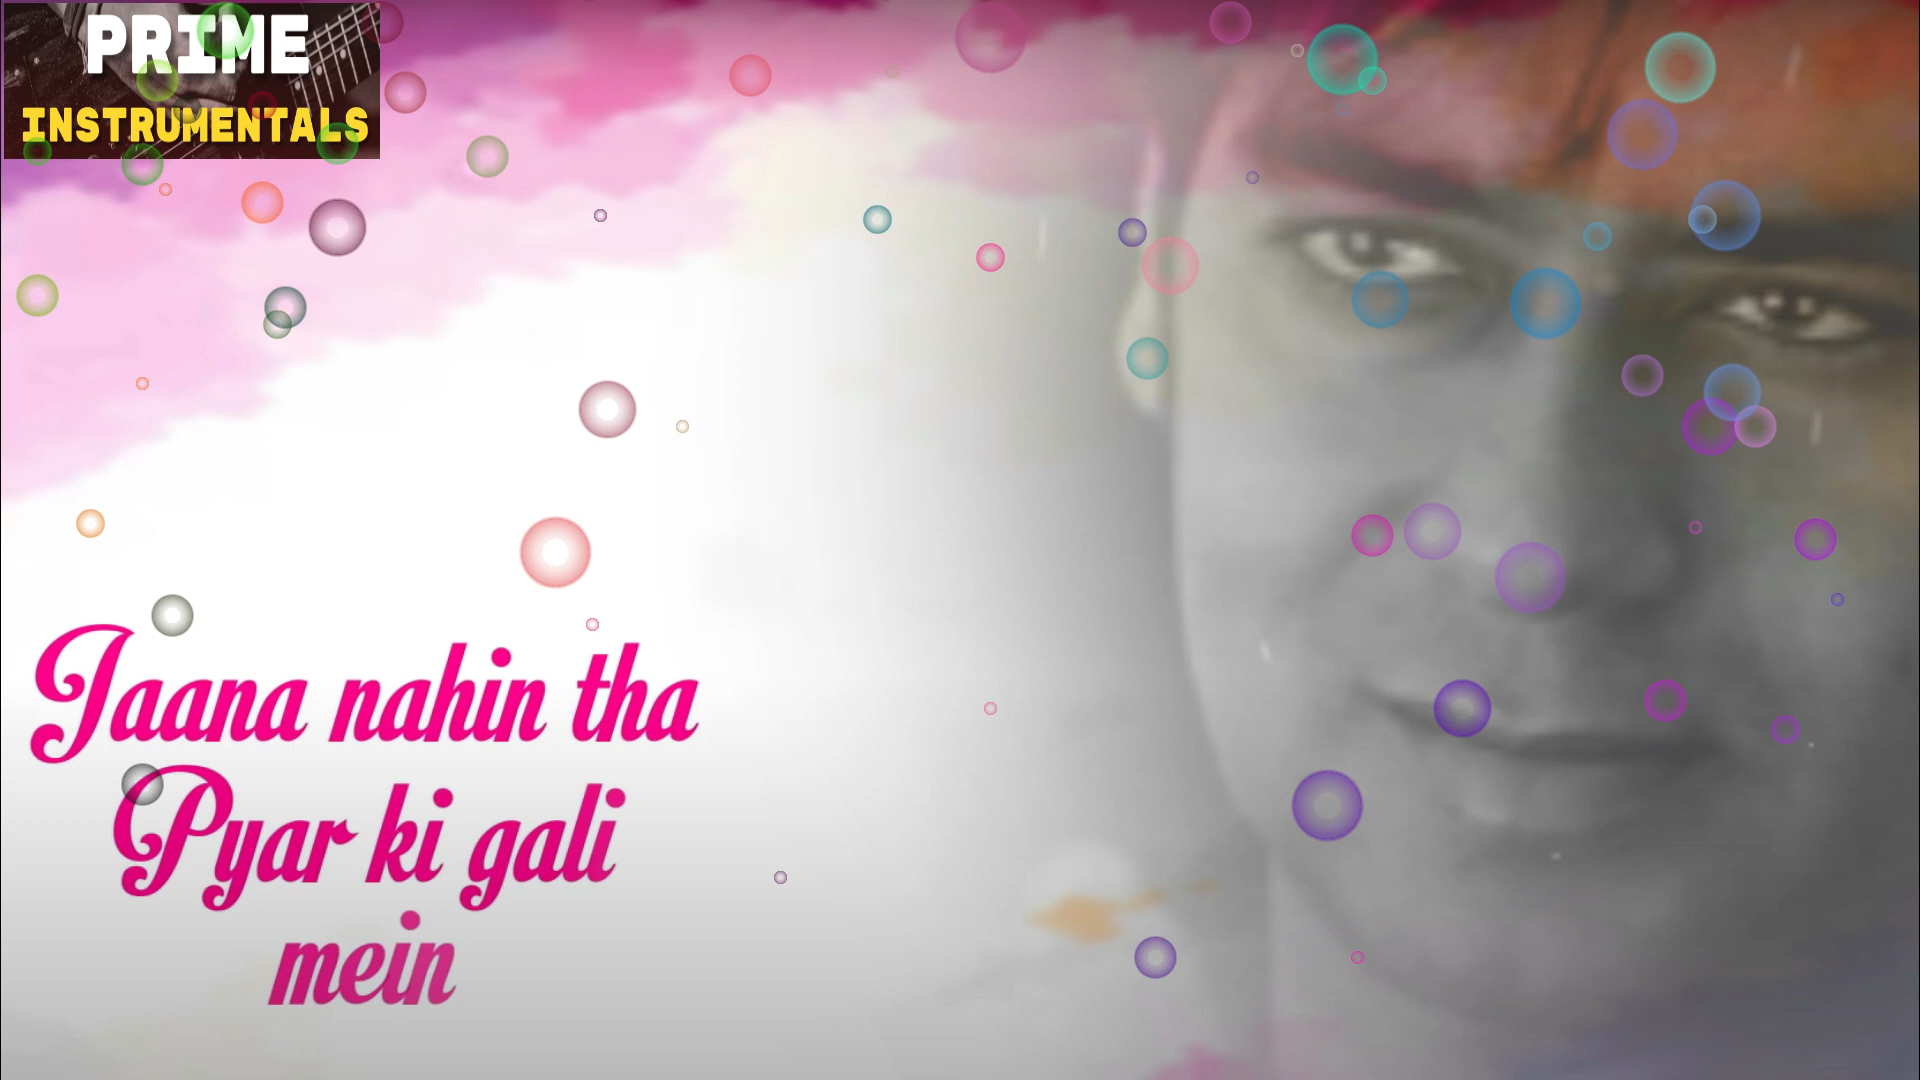 PRIME
INSTRUMENTALS
Jaana nahin tha
Pyar ki gali
mein